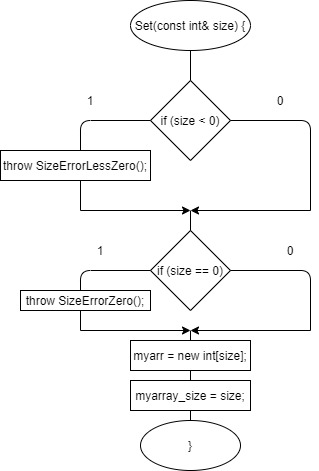 Set(const int& size) {
1
0
if (size < 0)
throw SizeErrorLessZero();
1
0
if (size == 0)
throw SizeErrorZero();
myarr = new int[size];
myarray_size = size;
}